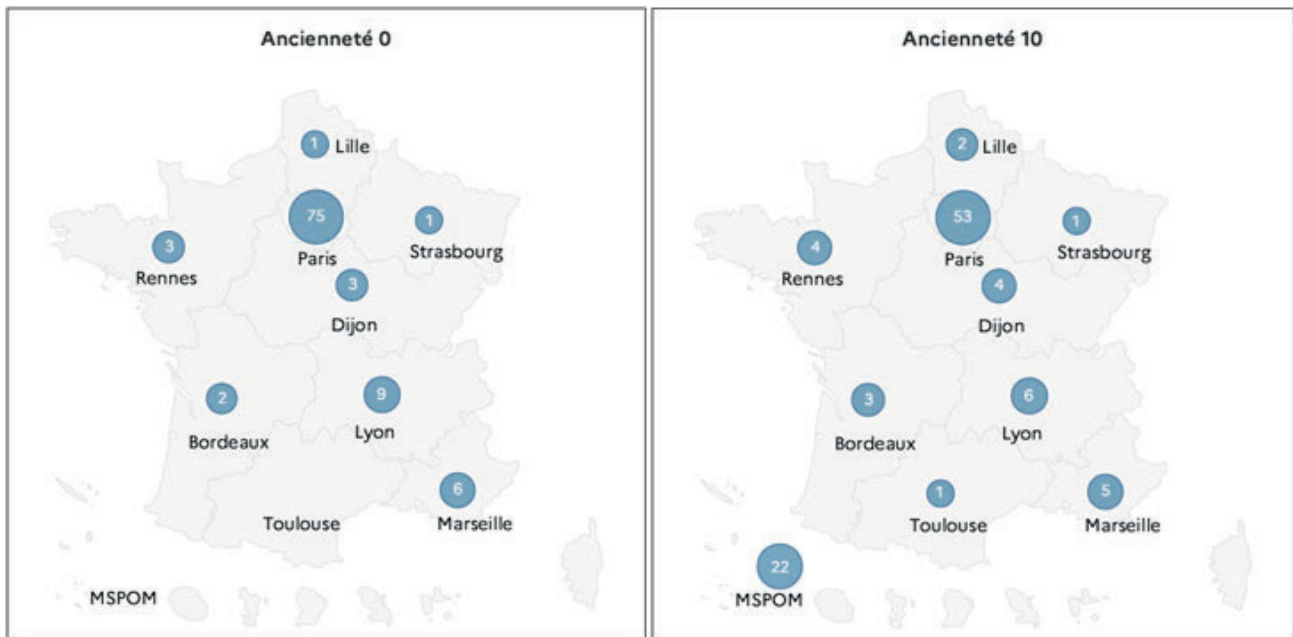 Ancienneté 0
1 Lille
75
Paris
1
Strasbourg
3
Rennes
3
Dijon
2
Bordeaux
9
Lyon
6
Marseille
Toulouse
MSPOM
Ancienneté 10
2 Lille
53
Paris
1
Strasbourg
4
Rennes
4
Dijon
3
Bordeaux
6
Lyon
1
Toulouse
5
Marseille
22
MSPOM